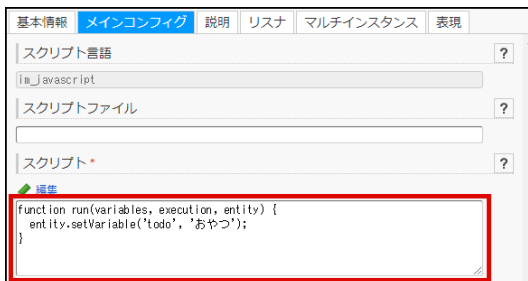 基本情報 メインコンフィグ 説明 リスナ マルチインスタンス 表現
スクリプト言語 ?
im_javascript
スクリプトファイル ?
スクリプト* ?
編集
function run(variables, execution, entity) {
  entity.setVariable('todo', 'おやつ');
}